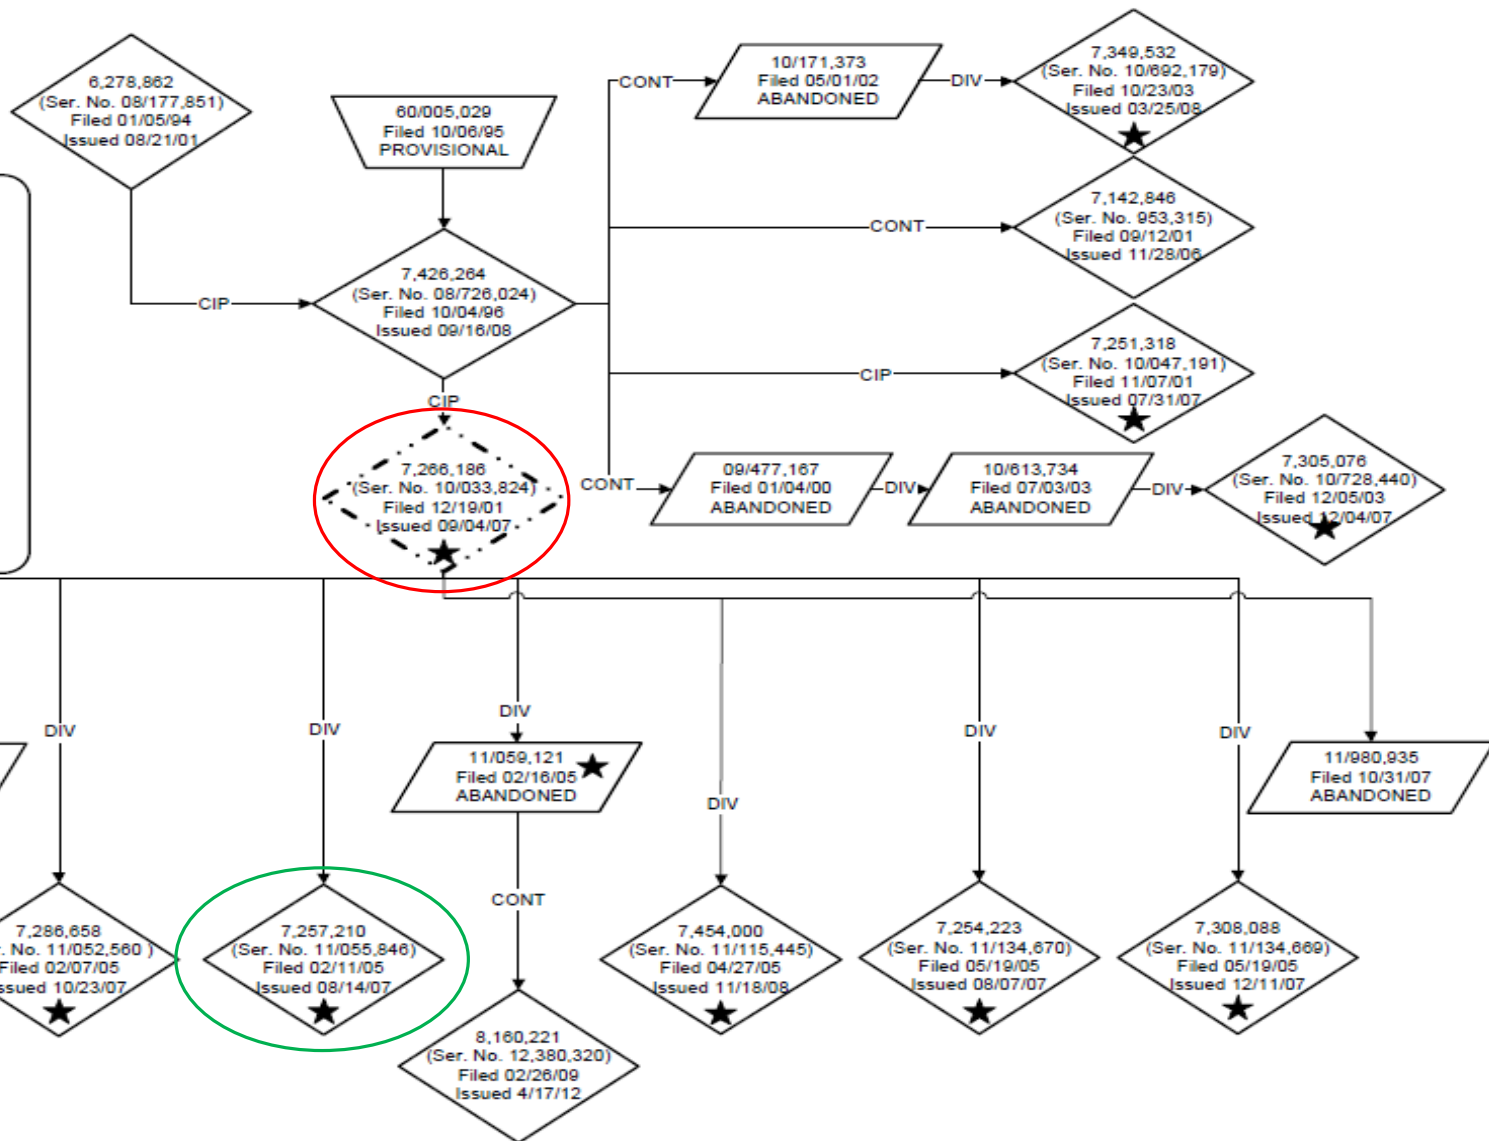 6,278,862
(Ser. No. 08/177,851)
Filed 01/05/94
Issued 08/21/01
60/005,029
Filed 10/06/95
PROVISIONAL
CONT
10/171,373
Filed 05/01/02
ABANDONED
DIV
7,349,532
(Ser. No. 10/692,179)
Filed 10/23/03
Issued 03/25/08
CONT
7,142,846
(Ser. No. 953,315)
Filed 09/12/01
Issued 11/28/06
CIP
7,426,264
(Ser. No. 08/726,024)
Filed 10/04/96
Issued 09/16/08
CIP
7,251,318
(Ser. No. 10/047,191)
Filed 11/07/01
Issued 07/31/07
CIP
7,266,186
(Ser. No. 10/033,824)
Filed 12/19/01
Issued 09/04/07
CONT
09/477,167
Filed 01/04/00
ABANDONED
DIV
10/613,734
Filed 07/03/03
ABANDONED
DIV
7,305,076
(Ser. No. 10/728,440)
Filed 12/05/03
Issued 12/04/07
DIV
DIV
DIV
DIV
DIV
DIV
11/059,121
Filed 02/16/05
ABANDONED
11/980,935
Filed 10/31/07
ABANDONED
CONT
7,286,658
r. No. 11/052,560 )
Filed 02/07/05
ssued 10/23/07
7,257,210
(Ser. No. 11/055,846)
Filed 02/11/05
Issued 08/14/07
7,454,000
(Ser. No. 11/115,445)
Filed 04/27/05
Issued 11/18/08
7,254,223
(Ser. No. 11/134,670)
Filed 05/19/05
Issued 08/07/07
7,308,088
(Ser. No. 11/134,669)
Filed 05/19/05
Issued 12/11/07
8,160,221
(Ser. No. 12,380,320)
Filed 02/26/09
Issued 4/17/12